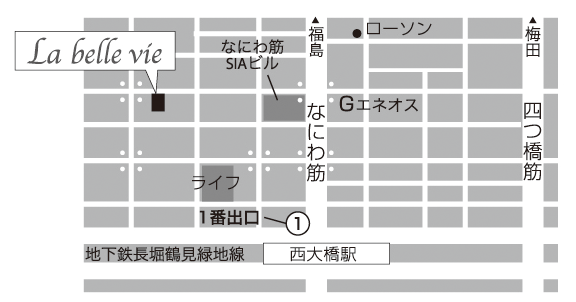 ▲
福島
ローソン
▲
梅田
La belle vie
なにわ筋
SIAビル
Gエネオス
なにわ筋
四つ橋筋
ライフ
1番出口
①
地下鉄長堀鶴見緑地線
西大橋駅